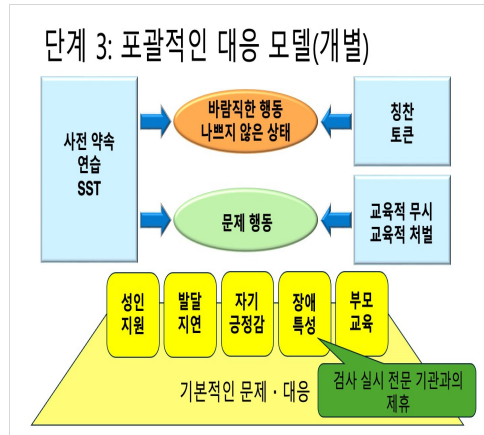 단계 3: 포괄적인 대응 모델(개별)
사전 약속
연습
SST
바람직한 행동
나쁘지 않은 상태
칭찬
토큰
문제 행동
교육적 무시
교육적 처벌
성인
지원
발달
지연
자기
긍정감
장애
특성
부모
교육
기본적인 문제 · 대응
검사 실시 전문 기관과의
제휴